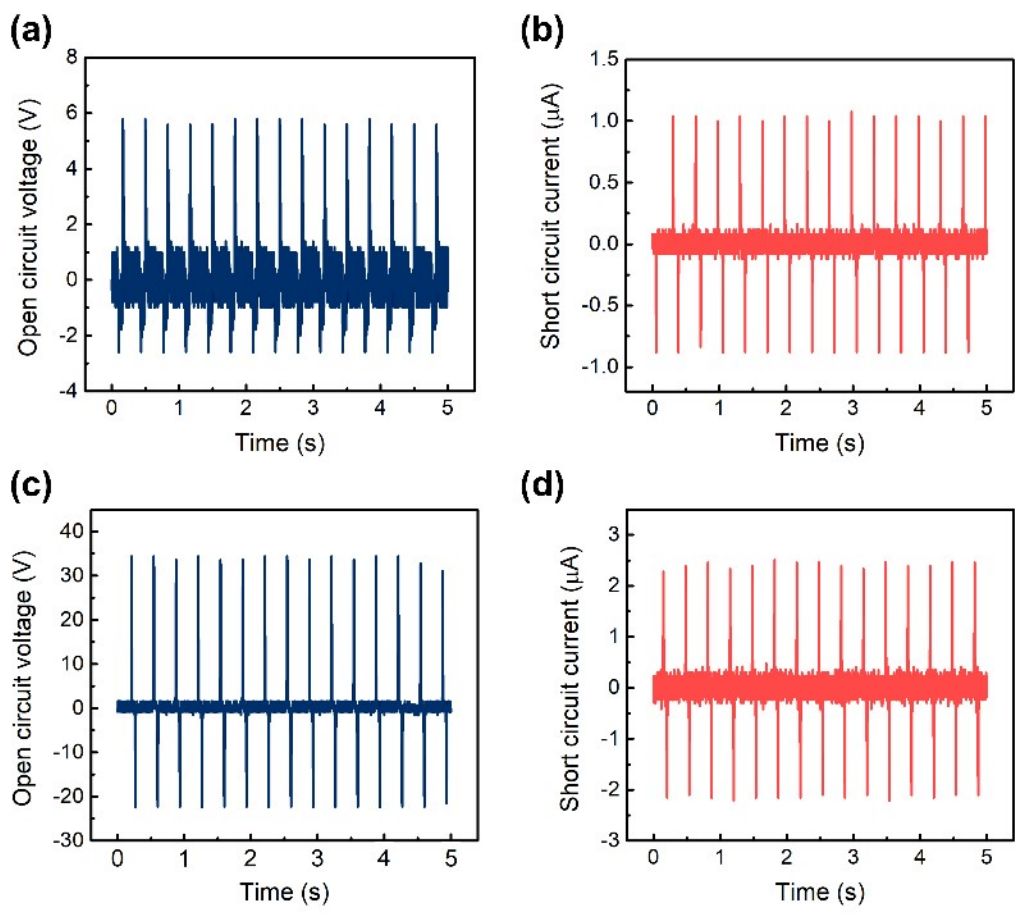 (a)
Open circuit voltage (V)
8
6
4
2
0
-2
-4
0 1 2 3 4 5
Time (s)
(b)
Short circuit current (μA)
1.5
1.0
0.5
0.0
-0.5
-1.0
0 1 2 3 4 5
Time (s)
(c)
Open circuit voltage (V)
40
30
20
10
0
-10
-20
-30
0 1 2 3 4 5
Time (s)
(d)
Short circuit current (μA)
3
2
1
0
-1
-2
-3
0 1 2 3 4 5
Time (s)